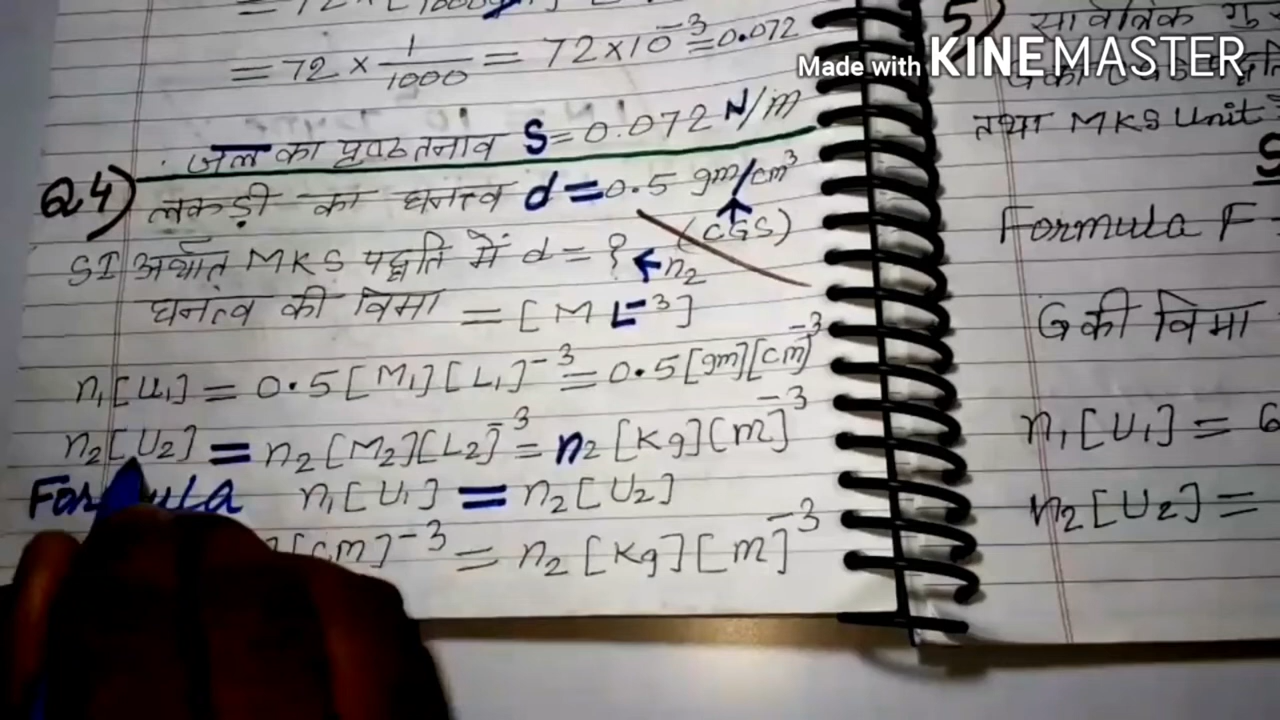 = 72 × 1/1000 = 72×10⁻³ = 0.072
जल का पृष्ठ तनाव S = 0.072 N/m
Q4) लकड़ी का घनत्व d = 0.5 gm/cm³
(CGS)
SI अर्थात् MKS पद्धति में d = ? ← n₂
घनत्व की विमा = [M L⁻³]
n₁[U₁] = 0.5 [M₁][L₁]⁻³ = 0.5 [gm][cm]⁻³
n₂[U₂] = n₂[M₂][L₂]⁻³ = n₂ [Kg][m]⁻³
Formula n₁[U₁] = n₂[U₂]
[cm]⁻³ = n₂ [Kg][m]⁻³
Made with KINEMASTER
5) सार्वत्रिक
तथा MKS Unit
Formula F =
G की विमा
n₁[U₁] = 6
n₂[U₂] =